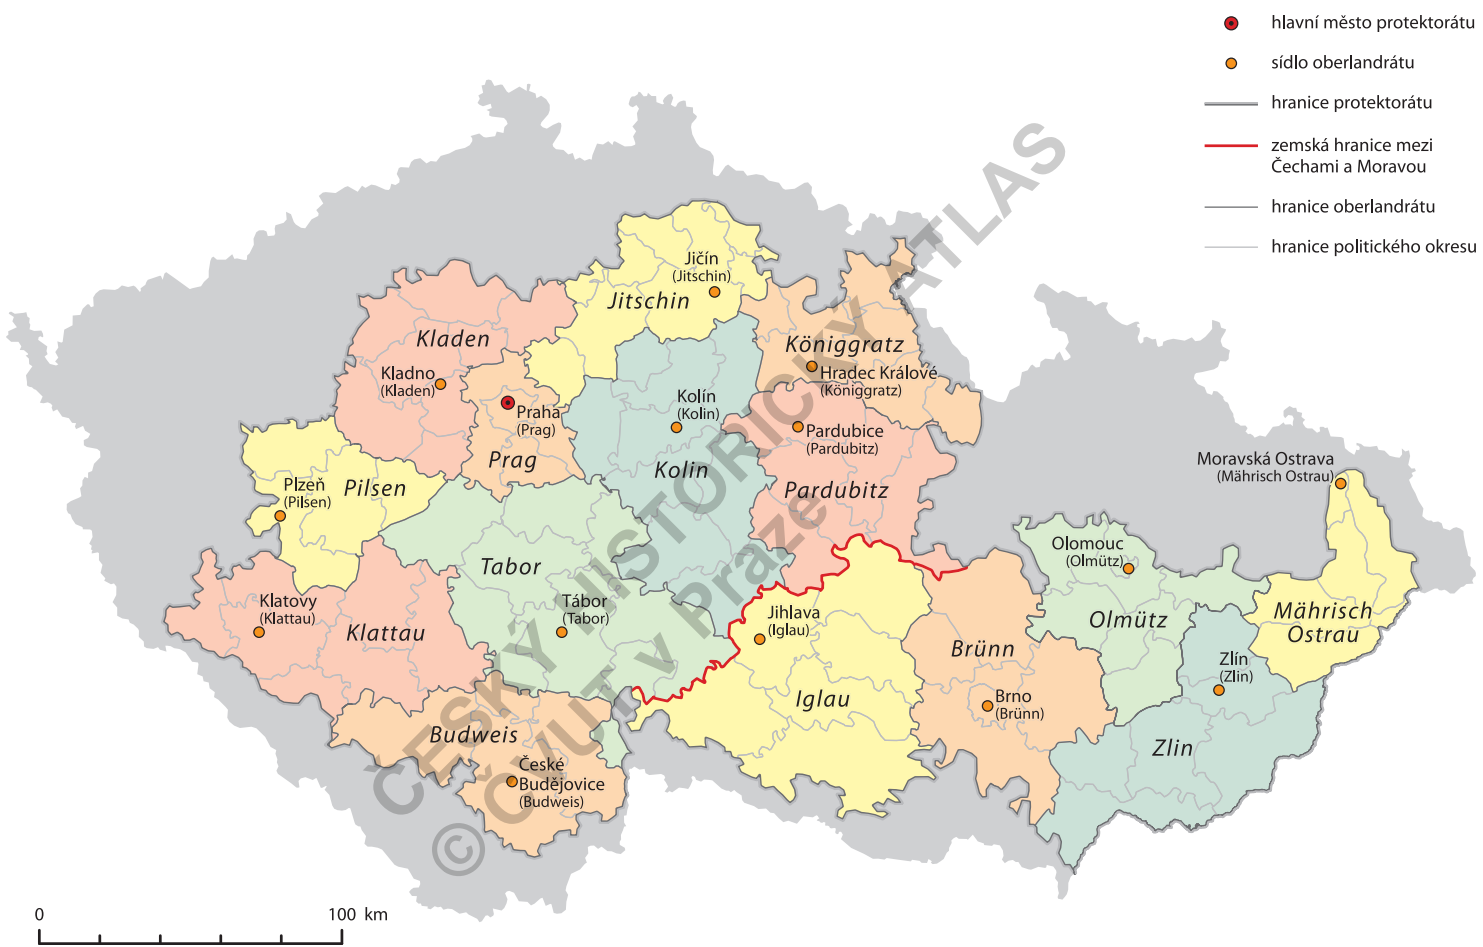 hlavní město protektorátu
sídlo oberlandrátu
hranice protektorátu
zemská hranice mezi
Čechami a Moravou
hranice oberlandrátu
hranice politického okresu
Jičín
(Jitschin)
Jitschin
Kladen
Kladno
(Kladen)
Königgratz
Hradec Králové
(Königgratz)
Praha
(Prag)
Prag
Kolín
(Kolin)
Kolin
Pardubice
(Pardubitz)
Pardubitz
Plzeň
(Pilsen)
Pilsen
Moravská Ostrava
(Mährisch Ostrau)
Mährisch
Ostrau
Tabor
Tábor
(Tabor)
Klatovy
(Klattau)
Klattau
Jihlava
(Iglau)
Iglau
Olomouc
(Olmütz)
Olmütz
Brünn
Brno
(Brünn)
Zlín
(Zlin)
Zlin
Budweis
České
Budějovice
(Budweis)
ČESKÝ HISTORICKÝ ATLAS
© ČVUT v Praze
0 100 km